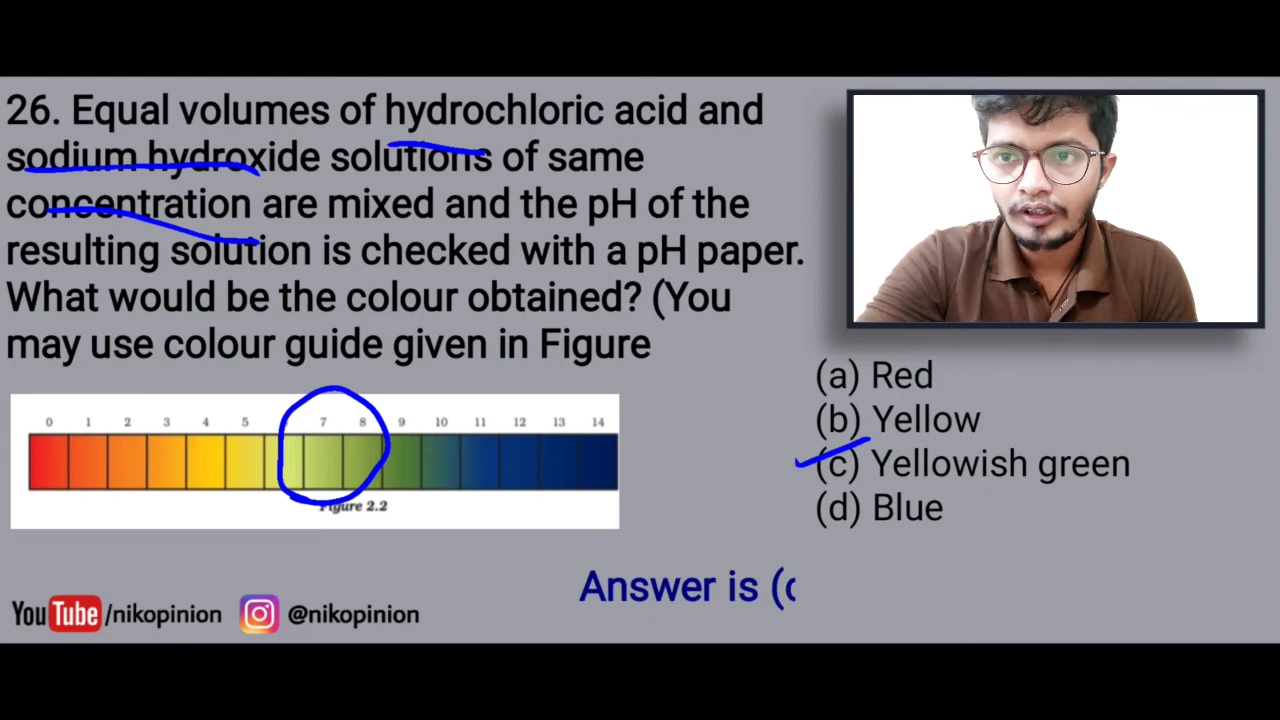 26. Equal volumes of hydrochloric acid and
sodium hydroxide solutions of same
concentration are mixed and the pH of the
resulting solution is checked with a pH paper.
What would be the colour obtained? (You
may use colour guide given in Figure
0 1 2 3 4 5 7 8 9 10 11 12 13 14
Figure 2.2
(a) Red
(b) Yellow
(c) Yellowish green
(d) Blue
Answer is (
YouTube/nikopinion @nikopinion